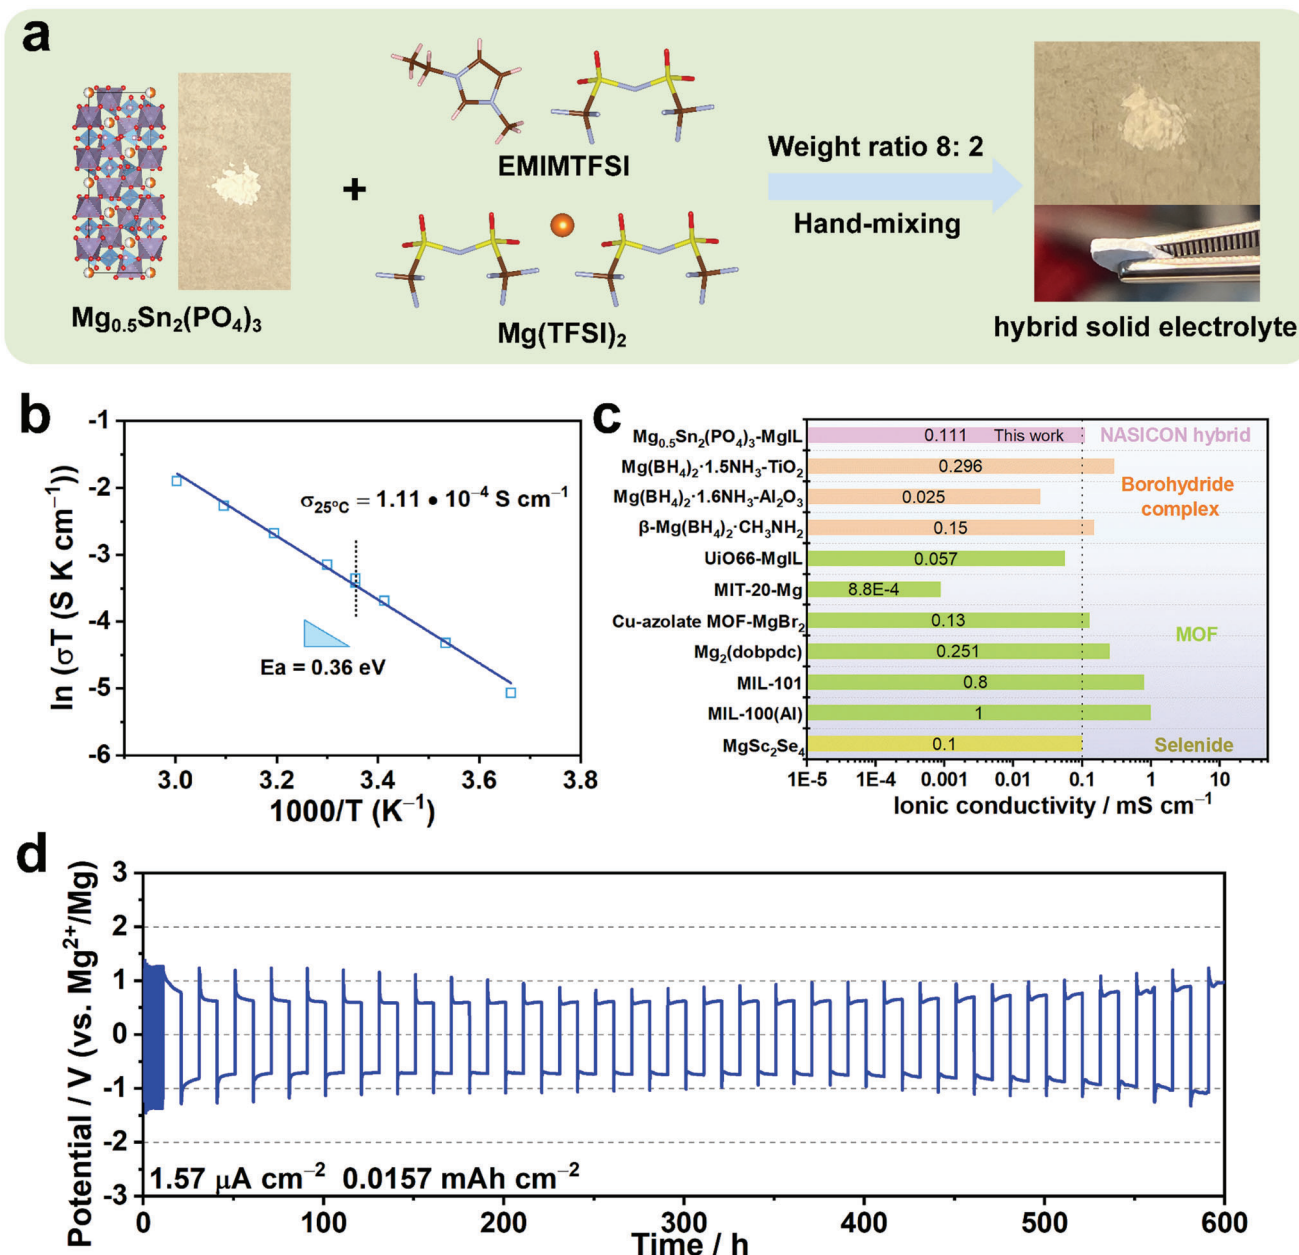 a
EMIMTFSI
Weight ratio 8: 2
+
Hand-mixing
Mg₀.₅Sn₂(PO₄)₃
Mg(TFSI)₂
hybrid solid electrolyte
b
-1
-2
-3
-4
-5
-6
ln (σT (S K cm⁻¹))
σ₂₅°C = 1.11 • 10⁻⁴ S cm⁻¹
Ea = 0.36 eV
3.0 3.2 3.4 3.6 3.8
1000/T (K⁻¹)
c
Mg₀.₅Sn₂(PO₄)₃-MgIL 0.111 This work NASICON hybrid
Mg(BH₄)₂·1.5NH₃-TiO₂ 0.296
Mg(BH₄)₂·1.6NH₃-Al₂O₃ 0.025
Borohydride
complex
β-Mg(BH₄)₂·CH₃NH₂ 0.15
UiO66-MgIL 0.057
MIT-20-Mg 8.8E-4
Cu-azolate MOF-MgBr₂ 0.13
MOF
Mg₂(dobpdc) 0.251
MIL-101 0.8
MIL-100(Al) 1
MgSc₂Se₄ 0.1 Selenide
1E-5 1E-4 0.001 0.01 0.1 1 10
Ionic conductivity / mS cm⁻¹
d
3
2
1
0
-1
-2
-3
Potential / V (vs. Mg²⁺/Mg)
1.57 μA cm⁻² 0.0157 mAh cm⁻²
0 100 200 300 400 500 600
Time / h